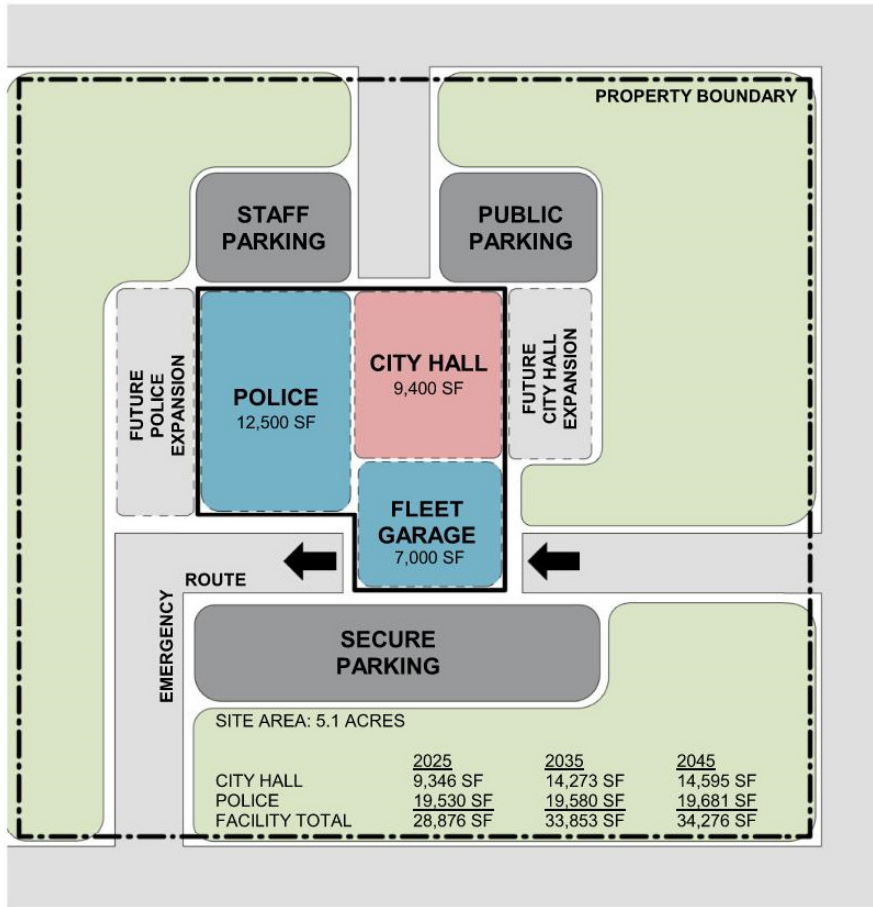 PROPERTY BOUNDARY
STAFF
PARKING
PUBLIC
PARKING
FUTURE
POLICE
EXPANSION
POLICE
12,500 SF
CITY HALL
9,400 SF
FUTURE
CITY HALL
EXPANSION
FLEET
GARAGE
7,000 SF
ROUTE
EMERGENCY
SECURE
PARKING
SITE AREA: 5.1 ACRES
2025 2035 2045
CITY HALL 9,346 SF 14,273 SF 14,595 SF
POLICE 19,530 SF 19,580 SF 19,681 SF
FACILITY TOTAL 28,876 SF 33,853 SF 34,276 SF